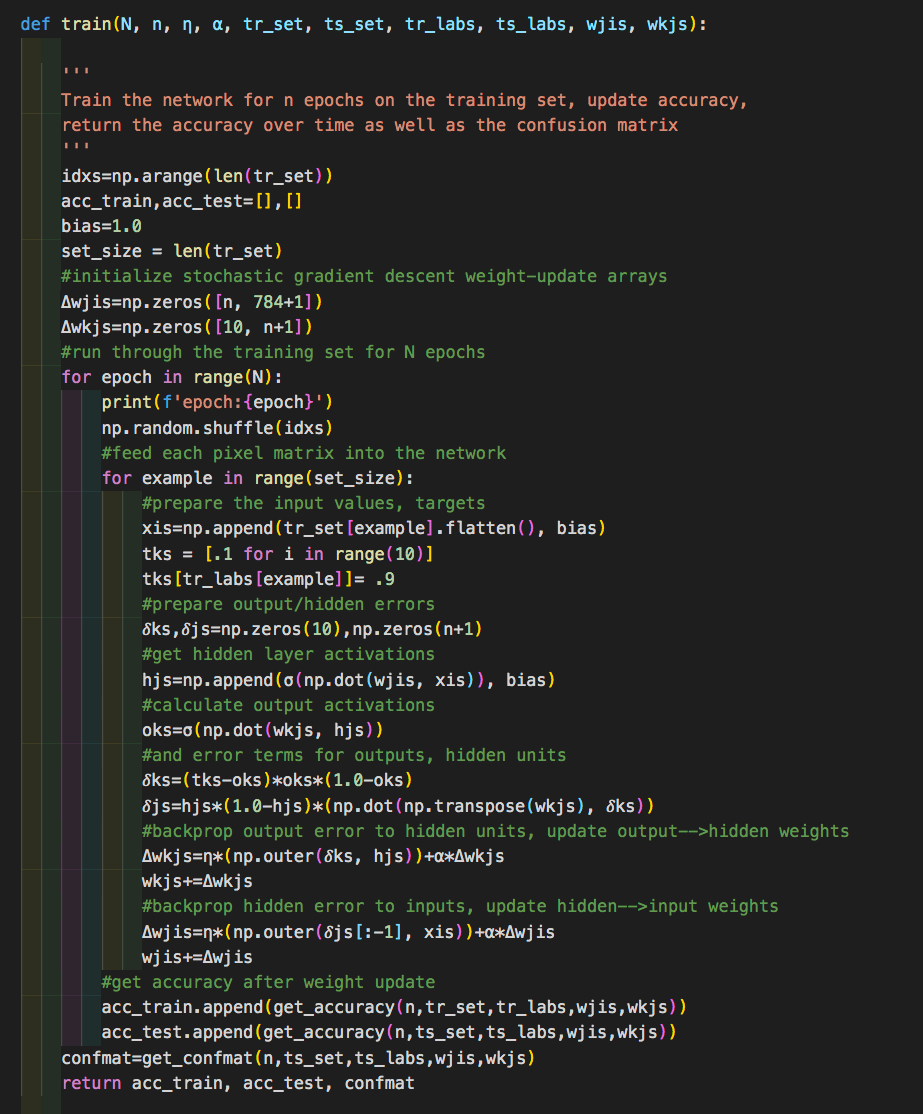 def train(N, n, η, α, tr_set, ts_set, tr_labs, ts_labs, wjis, wkjs):
'''
Train the network for n epochs on the training set, update accuracy,
return the accuracy over time as well as the confusion matrix
'''
idxs=np.arange(len(tr_set))
acc_train,acc_test=[],[]
bias=1.0
set_size = len(tr_set)
#initialize stochastic gradient descent weight-update arrays
Δwjis=np.zeros([n, 784+1])
Δwkjs=np.zeros([10, n+1])
#run through the training set for N epochs
for epoch in range(N):
print(f'epoch:{epoch}')
np.random.shuffle(idxs)
#feed each pixel matrix into the network
for example in range(set_size):
#prepare the input values, targets
xis=np.append(tr_set[example].flatten(), bias)
tks = [.1 for i in range(10)]
tks[tr_labs[example]]= .9
#prepare output/hidden errors
δks,δjs=np.zeros(10),np.zeros(n+1)
#get hidden layer activations
hjs=np.append(σ(np.dot(wjis, xis)), bias)
#calculate output activations
oks=σ(np.dot(wkjs, hjs))
#and error terms for outputs, hidden units
δks=(tks-oks)*oks*(1.0-oks)
δjs=hjs*(1.0-hjs)*(np.dot(np.transpose(wkjs), δks))
#backprop output error to hidden units, update output-->hidden weights
Δwkjs=η*(np.outer(δks, hjs))+α*Δwkjs
wkjs+=Δwkjs
#backprop hidden error to inputs, update hidden-->input weights
Δwjis=η*(np.outer(δjs[:-1], xis))+α*Δwjis
wjis+=Δwjis
#get accuracy after weight update
acc_train.append(get_accuracy(n,tr_set,tr_labs,wjis,wkjs))
acc_test.append(get_accuracy(n,ts_set,ts_labs,wjis,wkjs))
confmat=get_confmat(n,ts_set,ts_labs,wjis,wkjs)
return acc_train, acc_test, confmat